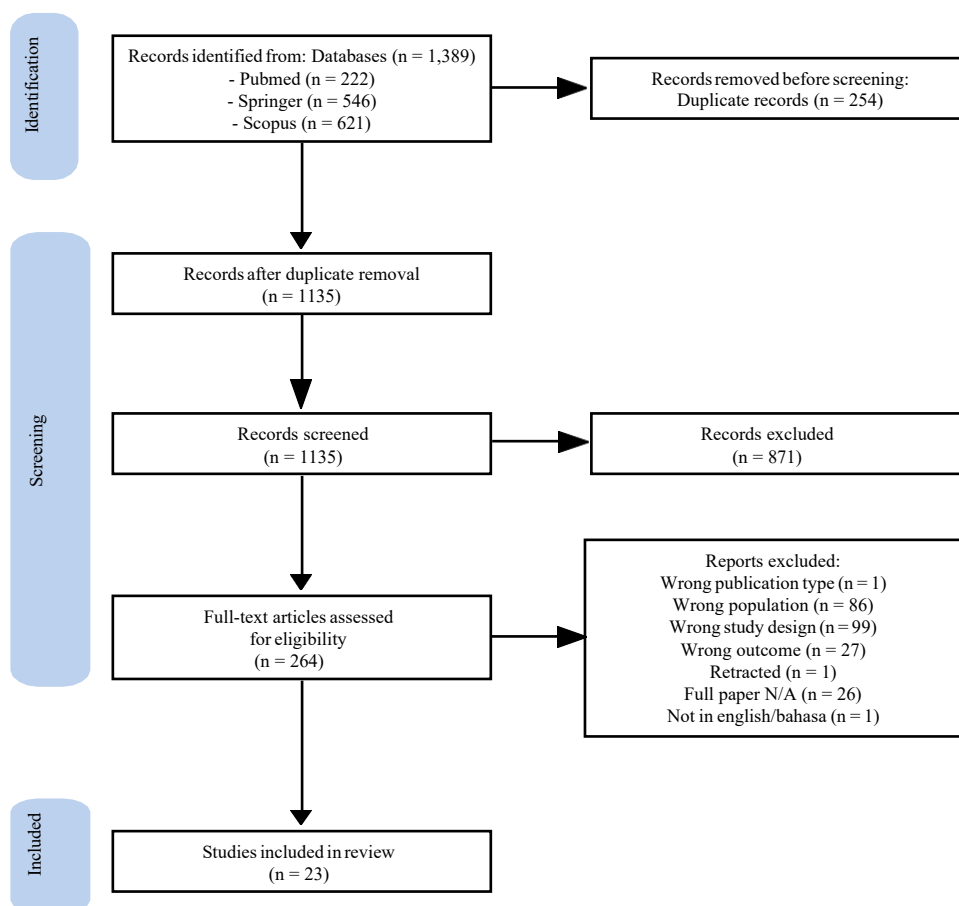 Identification
Records identified from: Databases (n = 1,389)
- Pubmed (n = 222)
- Springer (n = 546)
- Scopus (n = 621)
Records removed before screening:
Duplicate records (n = 254)
Screening
Records after duplicate removal
(n = 1135)
Records screened
(n = 1135)
Records excluded
(n = 871)
Full-text articles assessed
for eligibility
(n = 264)
Reports excluded:
Wrong publication type (n = 1)
Wrong population (n = 86)
Wrong study design (n = 99)
Wrong outcome (n = 27)
Retracted (n = 1)
Full paper N/A (n = 26)
Not in english/bahasa (n = 1)
Included
Studies included in review
(n = 23)